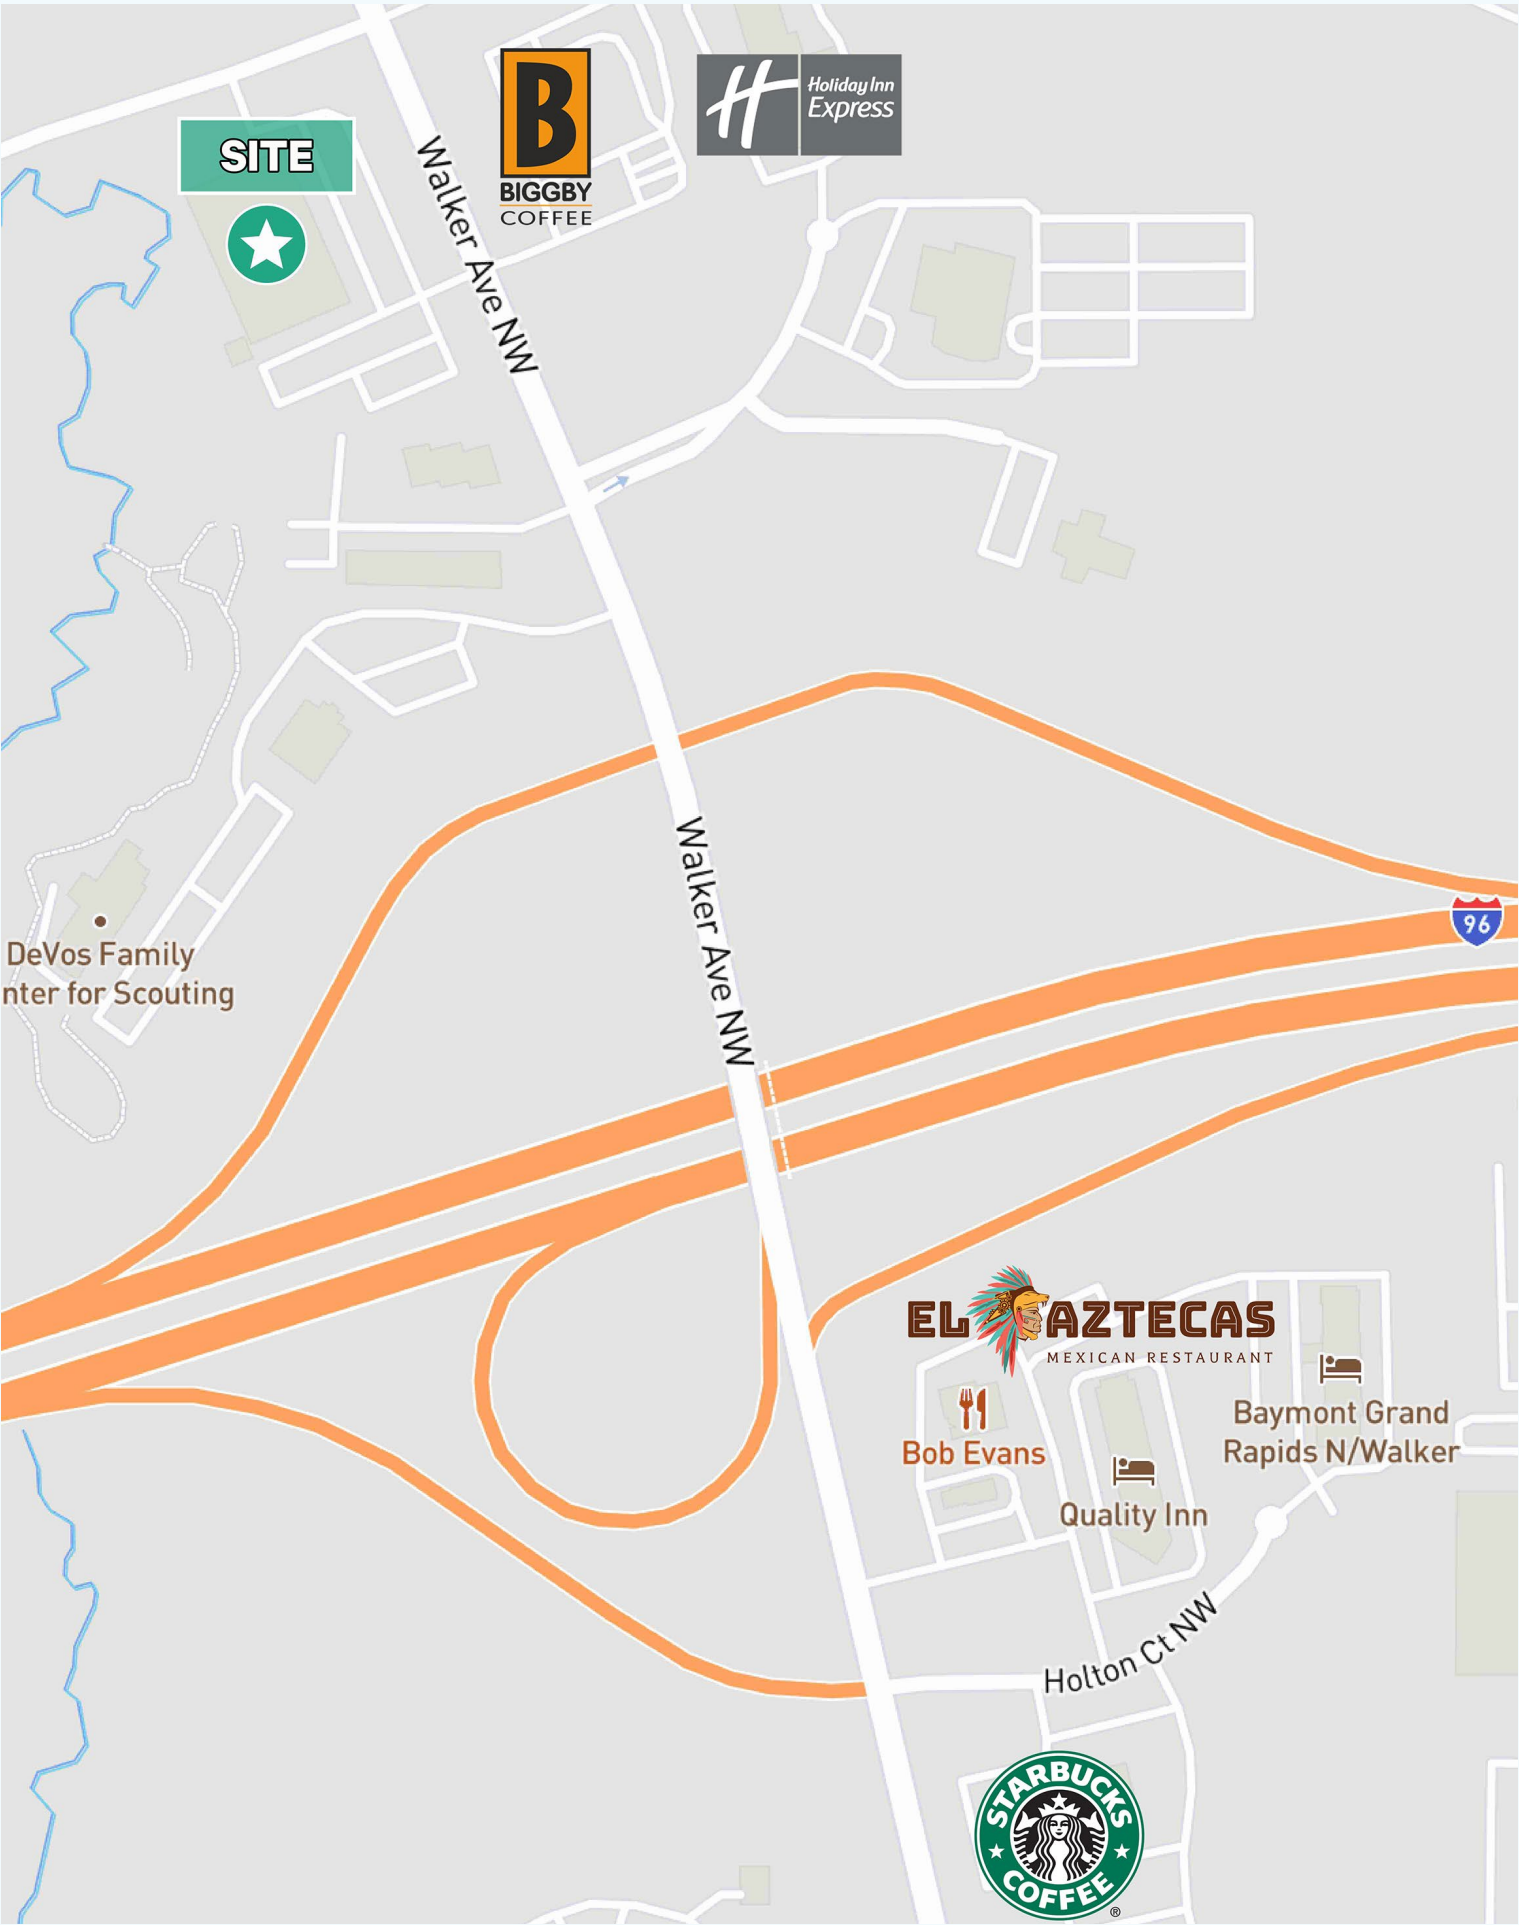 SITE
BIGGBY
COFFEE
Holiday Inn
Express
Walker Ave NW
Walker Ave NW
96
DeVos Family
nter for Scouting
EL AZTECAS
MEXICAN RESTAURANT
Bob Evans
Baymont Grand
Rapids N/Walker
Quality Inn
Holton Ct NW
STARBUCKS
COFFEE
®